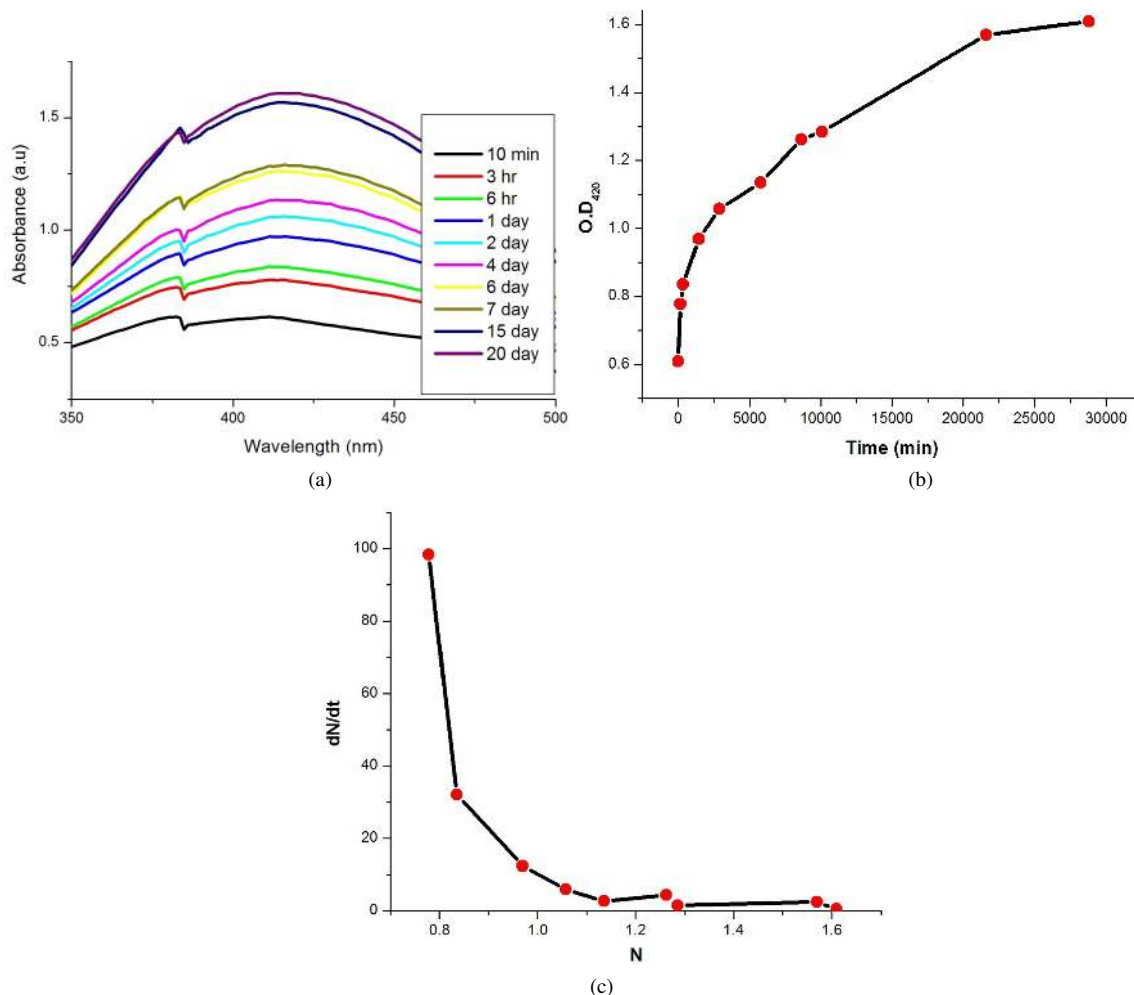 1.5
1.0
0.5
Absorbance (a.u)
350
400
450
500
Wavelength (nm)
10 min
3 hr
6 hr
1 day
2 day
4 day
6 day
7 day
15 day
20 day
(a)
1.6
1.4
1.2
1.0
0.8
0.6
O.D420
0
5000
10000
15000
20000
25000
30000
Time (min)
(b)
100
80
60
40
20
0
dN/dt
0.8
1.0
1.2
1.4
1.6
N
(c)